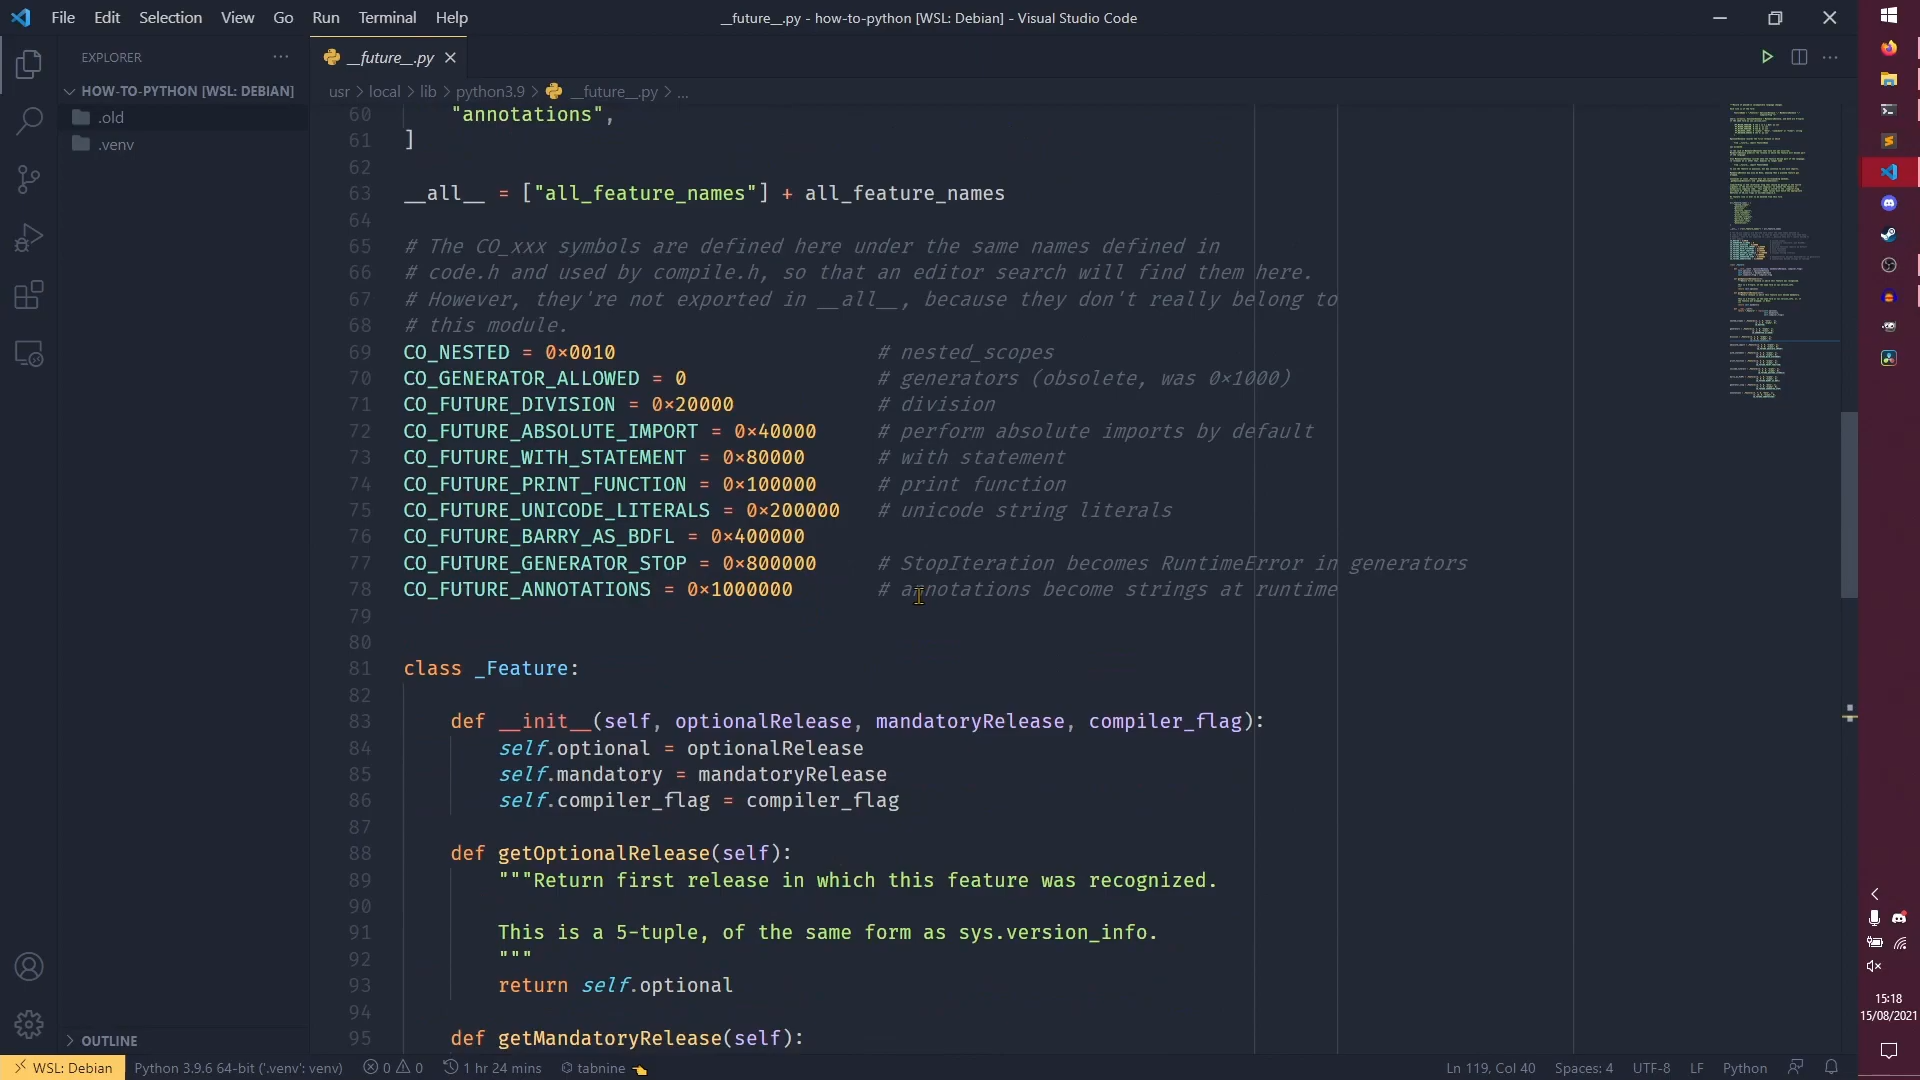 File Edit Selection View Go Run Terminal Help
__future__.py - how-to-python [WSL: Debian] - Visual Studio Code
EXPLORER
HOW-TO-PYTHON [WSL: DEBIAN]
.old
.venv
OUTLINE
__future__.py
usr > local > lib > python3.9 > __future__.py > ...
60 "annotations",
61 ]
62
63 __all__ = ["all_feature_names"] + all_feature_names
64
65 # The CO_xxx symbols are defined here under the same names defined in
66 # code.h and used by compile.h, so that an editor search will find them here.
67 # However, they're not exported in __all__, because they don't really belong to
68 # this module.
69 CO_NESTED = 0x0010 # nested_scopes
70 CO_GENERATOR_ALLOWED = 0 # generators (obsolete, was 0x1000)
71 CO_FUTURE_DIVISION = 0x20000 # division
72 CO_FUTURE_ABSOLUTE_IMPORT = 0x40000 # perform absolute imports by default
73 CO_FUTURE_WITH_STATEMENT = 0x80000 # with statement
74 CO_FUTURE_PRINT_FUNCTION = 0x100000 # print function
75 CO_FUTURE_UNICODE_LITERALS = 0x200000 # unicode string literals
76 CO_FUTURE_BARRY_AS_BDFL = 0x400000
77 CO_FUTURE_GENERATOR_STOP = 0x800000 # StopIteration becomes RuntimeError in generators
78 CO_FUTURE_ANNOTATIONS = 0x1000000 # annotations become strings at runtime
79
80
81 class _Feature:
82
83 def __init__(self, optionalRelease, mandatoryRelease, compiler_flag):
84 self.optional = optionalRelease
85 self.mandatory = mandatoryRelease
86 self.compiler_flag = compiler_flag
87
88 def getOptionalRelease(self):
89 """Return first release in which this feature was recognized.
90
91 This is a 5-tuple, of the same form as sys.version_info.
92 """
93 return self.optional
94
95 def getMandatoryRelease(self):
15:18
15/08/2021
WSL: Debian Python 3.9.6 64-bit ('.venv': venv) 0 0 1 hr 24 mins tabnine Ln 119, Col 40 Spaces: 4 UTF-8 LF Python